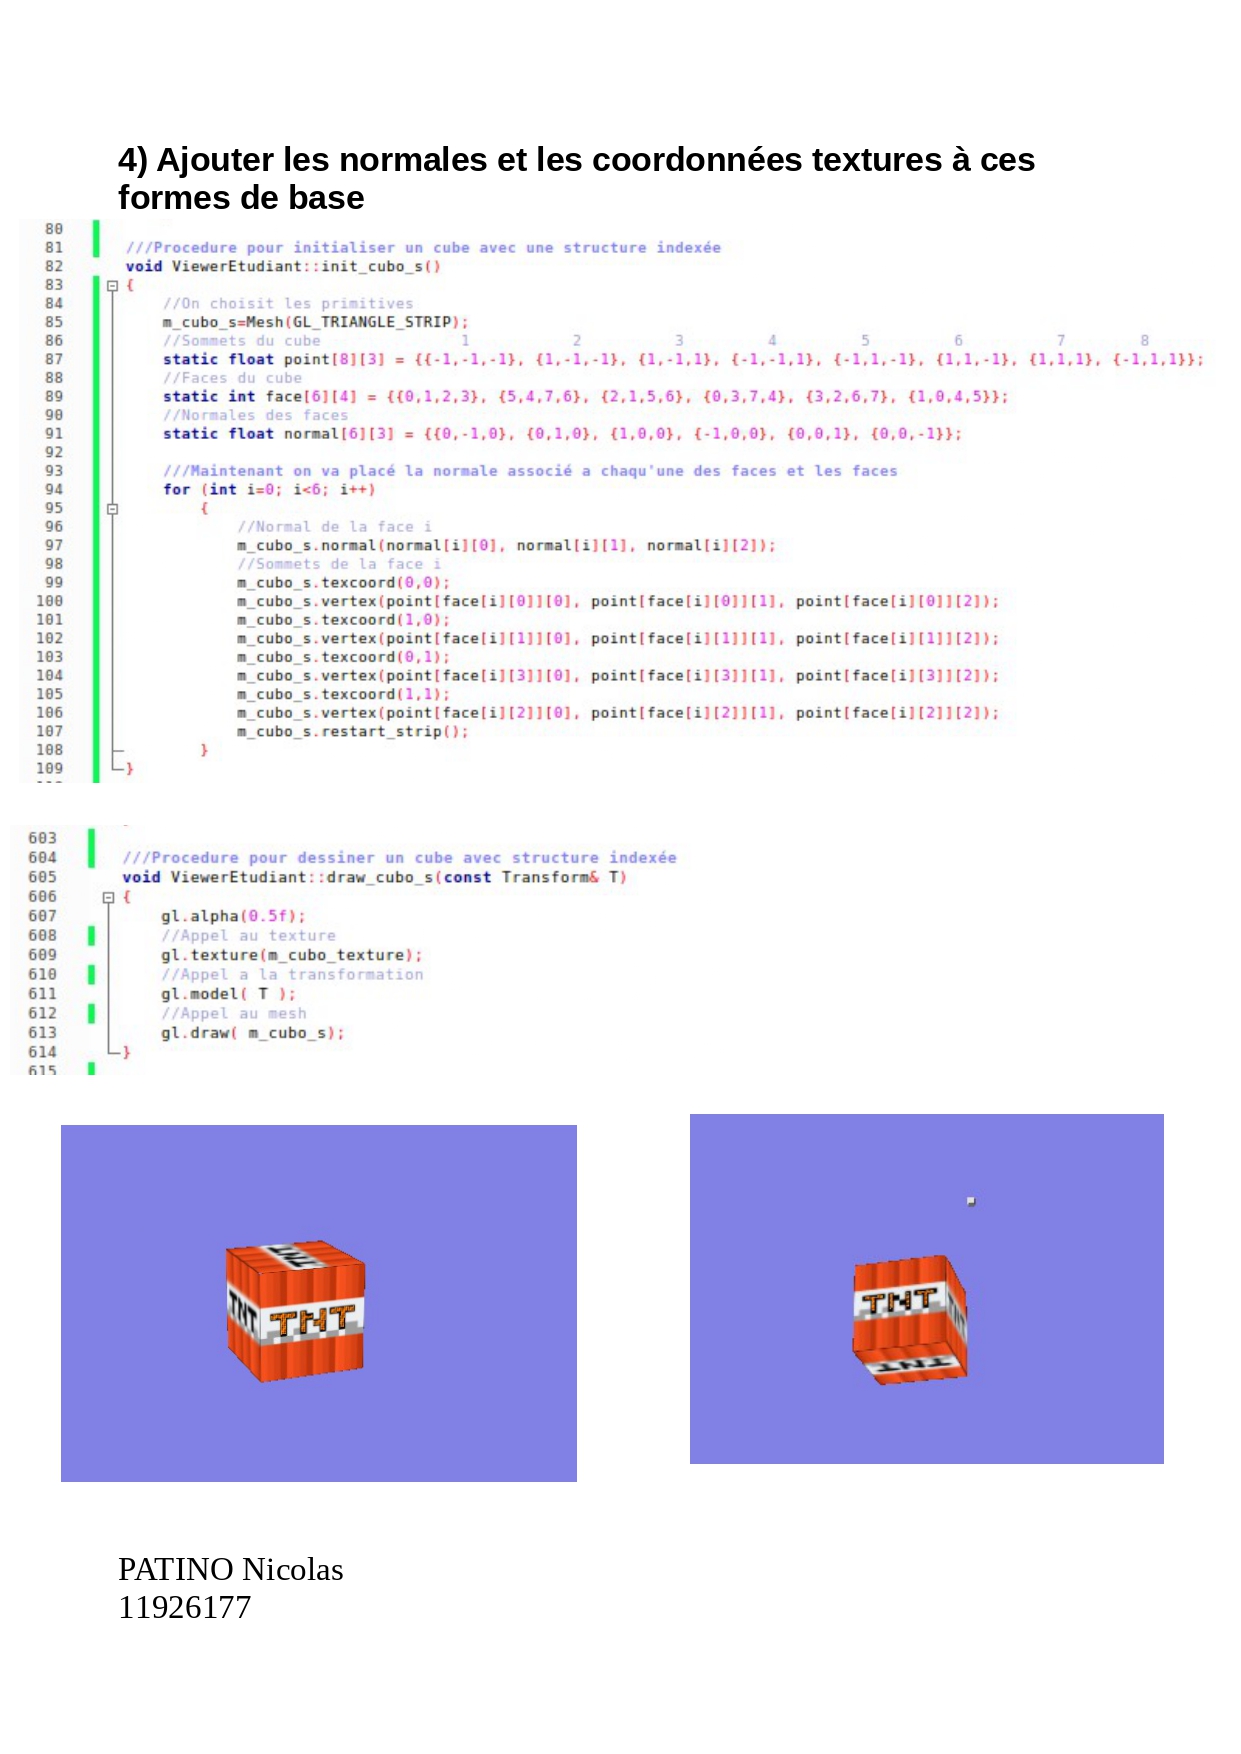 4) Ajouter les normales et les coordonnées textures à ces
formes de base
80
81 ///Procedure pour initialiser un cube avec une structure indexée
82 void ViewerEtudiant::init_cubo_s()
83 {
84 //On choisit les primitives
85 m_cubo_s=Mesh(GL_TRIANGLE_STRIP);
86 //Sommets du cube 1 2 3 4 5 6 7 8
87 static float point[8][3] = {{-1,-1,-1}, {1,-1,-1}, {1,-1,1}, {-1,-1,1}, {-1,1,-1}, {1,1,-1}, {1,1,1}, {-1,1,1}};
88 //Faces du cube
89 static int face[6][4] = {{0,1,2,3}, {5,4,7,6}, {2,1,5,6}, {0,3,7,4}, {3,2,6,7}, {1,0,4,5}};
90 //Normales des faces
91 static float normal[6][3] = {{0,-1,0}, {0,1,0}, {1,0,0}, {-1,0,0}, {0,0,1}, {0,0,-1}};
92
93 ///Maintenant on va placé la normale associé a chaqu'une des faces et les faces
94 for (int i=0; i<6; i++)
95 {
96 //Normal de la face i
97 m_cubo_s.normal(normal[i][0], normal[i][1], normal[i][2]);
98 //Sommets de la face i
99 m_cubo_s.texcoord(0,0);
100 m_cubo_s.vertex(point[face[i][0]][0], point[face[i][0]][1], point[face[i][0]][2]);
101 m_cubo_s.texcoord(1,0);
102 m_cubo_s.vertex(point[face[i][1]][0], point[face[i][1]][1], point[face[i][1]][2]);
103 m_cubo_s.texcoord(0,1);
104 m_cubo_s.vertex(point[face[i][3]][0], point[face[i][3]][1], point[face[i][3]][2]);
105 m_cubo_s.texcoord(1,1);
106 m_cubo_s.vertex(point[face[i][2]][0], point[face[i][2]][1], point[face[i][2]][2]);
107 m_cubo_s.restart_strip();
108 }
109 }
603
604 ///Procedure pour dessiner un cube avec structure indexée
605 void ViewerEtudiant::draw_cubo_s(const Transform& T)
606 {
607 gl.alpha(0.5f);
608 //Appel au texture
609 gl.texture(m_cubo_texture);
610 //Appel a la transformation
611 gl.model( T );
612 //Appel au mesh
613 gl.draw( m_cubo_s);
614 }
615
TNT
TNT TNT
TNT TNT
TNT
PATINO Nicolas
11926177